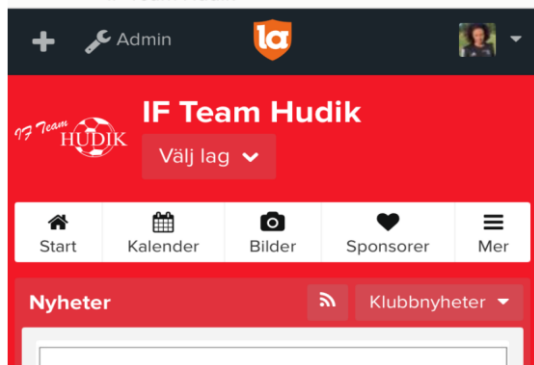 Admin
la
IF Team Hudik
IF Team
HUDIK
Välj lag
Start
Kalender
Bilder
Sponsorer
Mer
Nyheter
Klubbnyheter